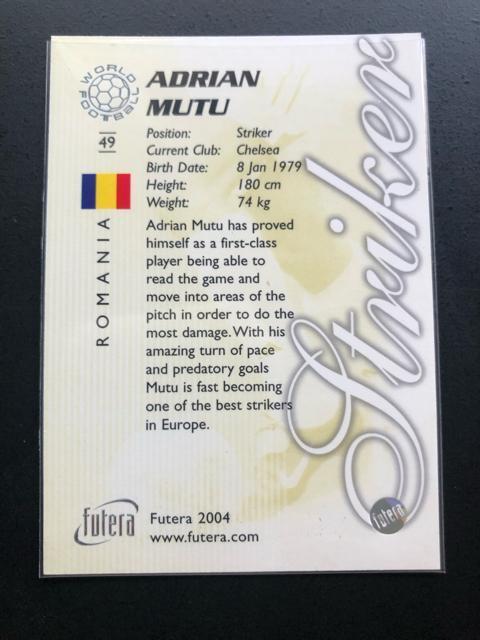 WORLD FOOTBALL
ADRIAN
MUTU
49
Position: Striker
Current Club: Chelsea
Birth Date: 8 Jan 1979
Height: 180 cm
Weight: 74 kg
ROMANIA
Adrian Mutu has proved
himself as a first-class
player being able to
read the game and
move into areas of the
pitch in order to do the
most damage. With his
amazing turn of pace
and predatory goals
Mutu is fast becoming
one of the best strikers
in Europe.
Striker
futera
Futera 2004
www.futera.com
futera